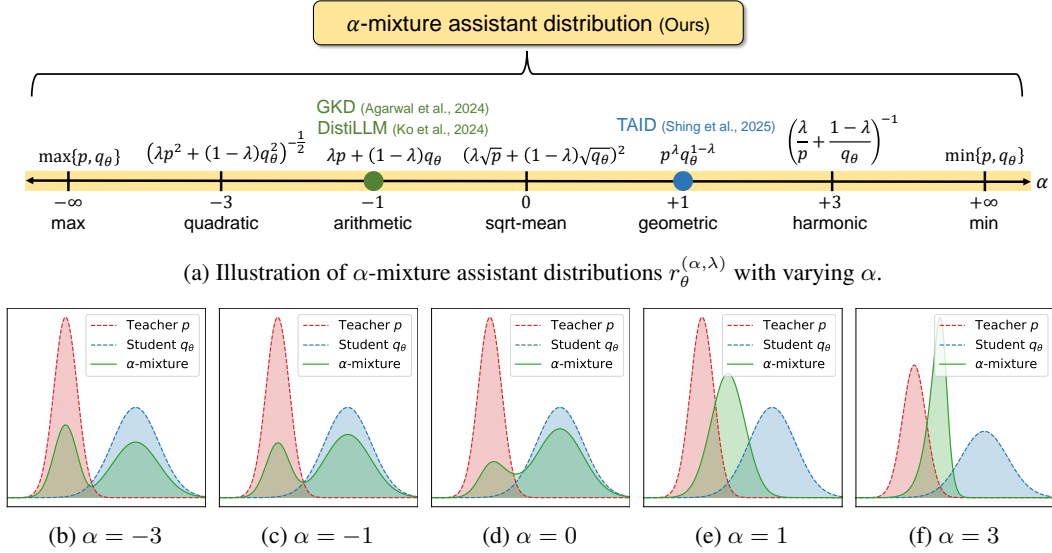 α-mixture assistant distribution (Ours)
GKD (Agarwal et al., 2024)
DistiLLM (Ko et al., 2024)
TAID (Shing et al., 2025)
max{p, q_θ}
(λp² + (1 − λ)q_θ²)^{−1/2}
λp + (1 − λ)q_θ
(λ√p + (1 − λ)√q_θ)²
p^λ q_θ^{1−λ}
(λ/p + (1 − λ)/q_θ)^{−1}
min{p, q_θ}
α
−∞ −3 −1 0 +1 +3 +∞
max quadratic arithmetic sqrt-mean geometric harmonic min
(a) Illustration of α-mixture assistant distributions r_θ^{(α,λ)} with varying α.
Teacher p
Student q_θ
α-mixture
Teacher p
Student q_θ
α-mixture
Teacher p
Student q_θ
α-mixture
Teacher p
Student q_θ
α-mixture
Teacher p
Student q_θ
α-mixture
(b) α = −3
(c) α = −1
(d) α = 0
(e) α = 1
(f) α = 3